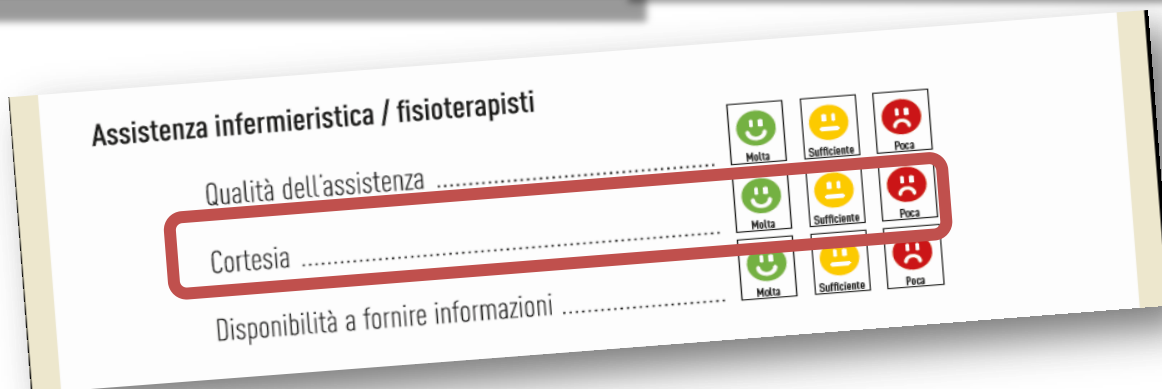 Assistenza infermieristica / fisioterapisti
Qualità dell'assistenza ........................................................ Molta Sufficiente Poca
Cortesia ........................................................................ Molta Sufficiente Poca
Disponibilità a fornire informazioni ................................ Molta Sufficiente Poca